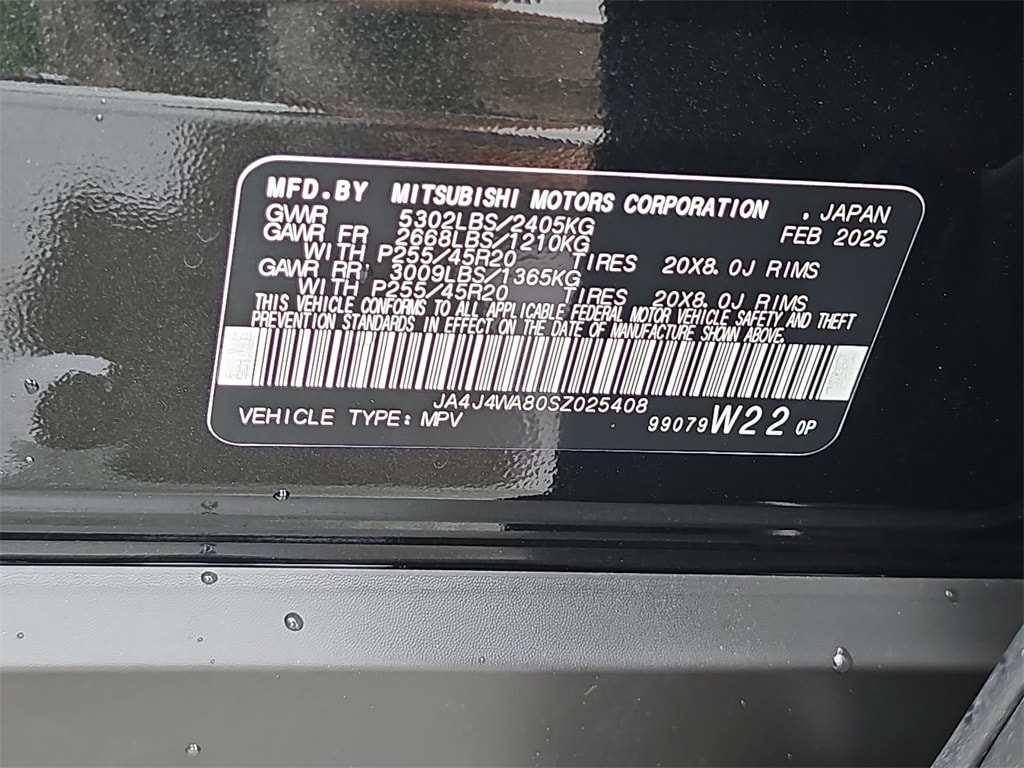 MFD.BY MITSUBISHI MOTORS CORPORATION . JAPAN
GVWR 5302LBS/2405KG FEB 2025
GAWR FR 2668LBS/1210KG
WITH P255/45R20 TIRES 20X8.0J RIMS
GAWR RR 3009LBS/1365KG
WITH P255/45R20 TIRES 20X8.0J RIMS
THIS VEHICLE CONFORMS TO ALL APPLICABLE FEDERAL MOTOR VEHICLE SAFETY AND THEFT
PREVENTION STANDARDS IN EFFECT ON THE DATE OF MANUFACTURE SHOWN ABOVE.
JA4J4WA80SZ025408
VEHICLE TYPE: MPV 99079 W22 0P